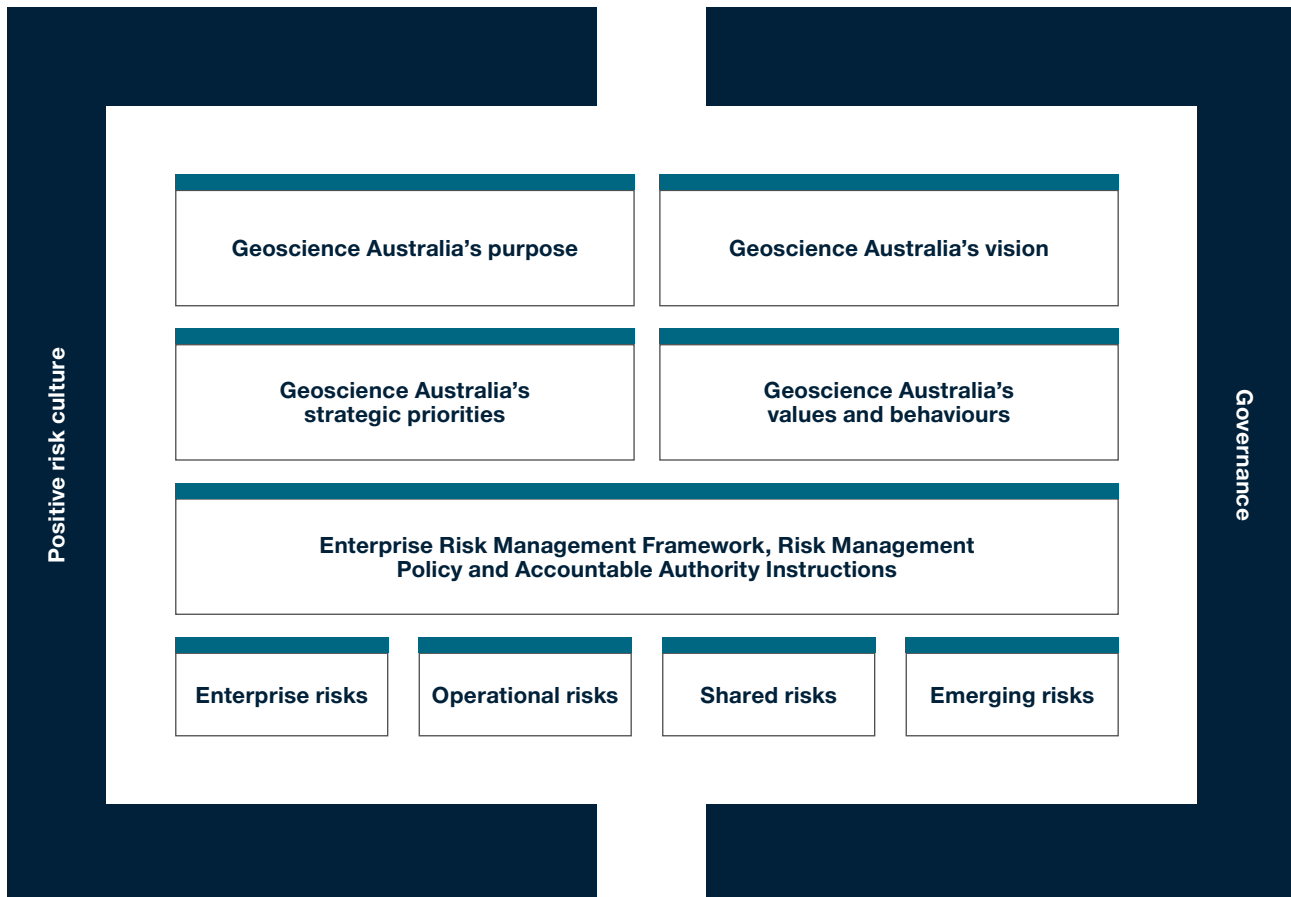 Geoscience Australia’s purpose
Geoscience Australia’s vision
Geoscience Australia’s
strategic priorities
Geoscience Australia’s
values and behaviours
Enterprise Risk Management Framework, Risk Management
Policy and Accountable Authority Instructions
Enterprise risks
Operational risks
Shared risks
Emerging risks
Positive risk culture
Governance